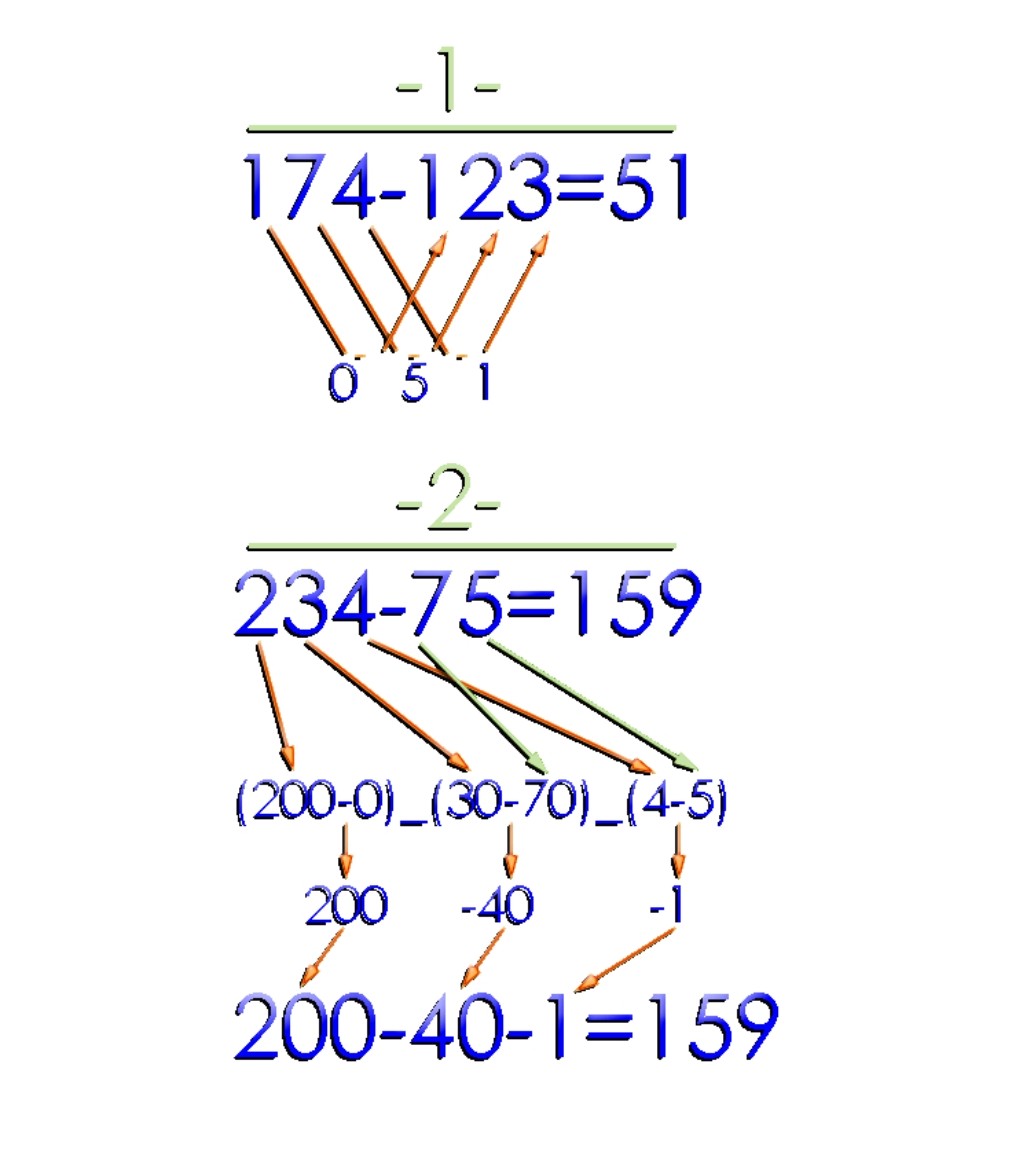 -1-
174-123=51
- - -
0 5 1
-2-
234-75=159
(200-0)_(30-70)_(4-5)
200 -40 -1
200-40-1=159